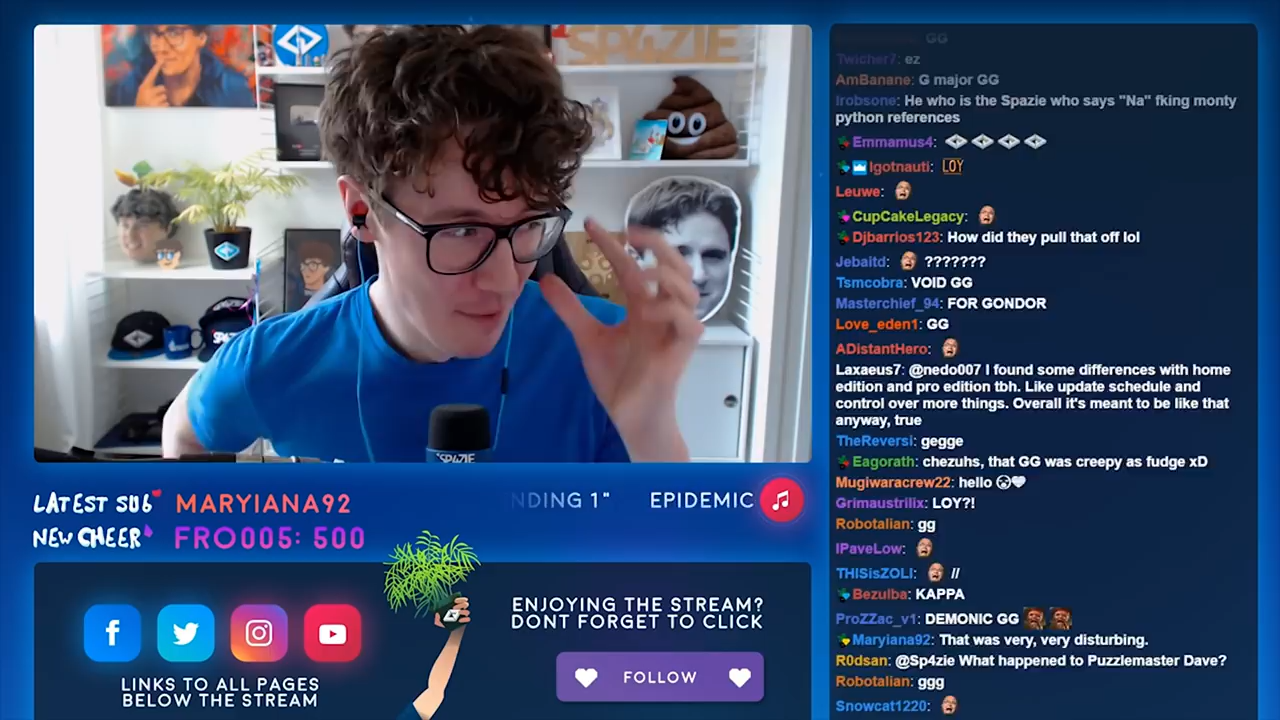 SP4ZIE
SP4ZIE
LATEST SUB MARYIANA92
NEW CHEER FRO005: 500
NDING 1" EPIDEMIC
LINKS TO ALL PAGES
BELOW THE STREAM
ENJOYING THE STREAM?
DONT FORGET TO CLICK
FOLLOW
GG
Twicher7: ez
AmBanane: G major GG
Irobsone: He who is the Spazie who says "Na" fking monty
python references
Emmamus4:
Igotnauti: LOY
Leuwe:
CupCakeLegacy:
Djbarrios123: How did they pull that off lol
Jebaitd: ???????
Tsmcobra: VOID GG
Masterchief_94: FOR GONDOR
Love_eden1: GG
ADistantHero:
Laxaeus7: @nedo007 I found some differences with home
edition and pro edition tbh. Like update schedule and
control over more things. Overall it's meant to be like that
anyway, true
TheReversi: gegge
Eagorath: chezuhs, that GG was creepy as fudge xD
Mugiwaracrew22: hello
Grimaustrilix: LOY?!
Robotalian: gg
IPaveLow:
THISisZOLI: //
Bezulba: KAPPA
ProZZac_v1: DEMONIC GG
Maryiana92: That was very, very disturbing.
R0dsan: @Sp4zie What happened to Puzzlemaster Dave?
Robotalian: ggg
Snowcat1220: